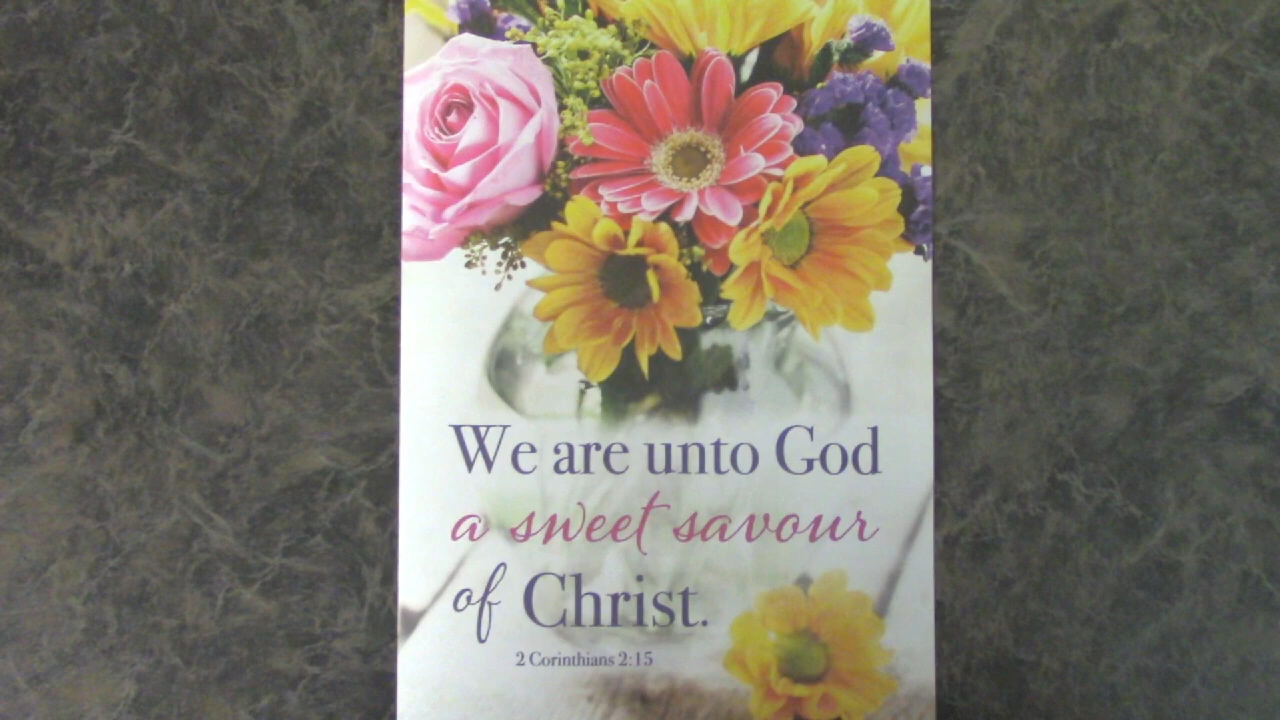 We are unto God
a sweet savour
of Christ.
2 Corinthians 2:15